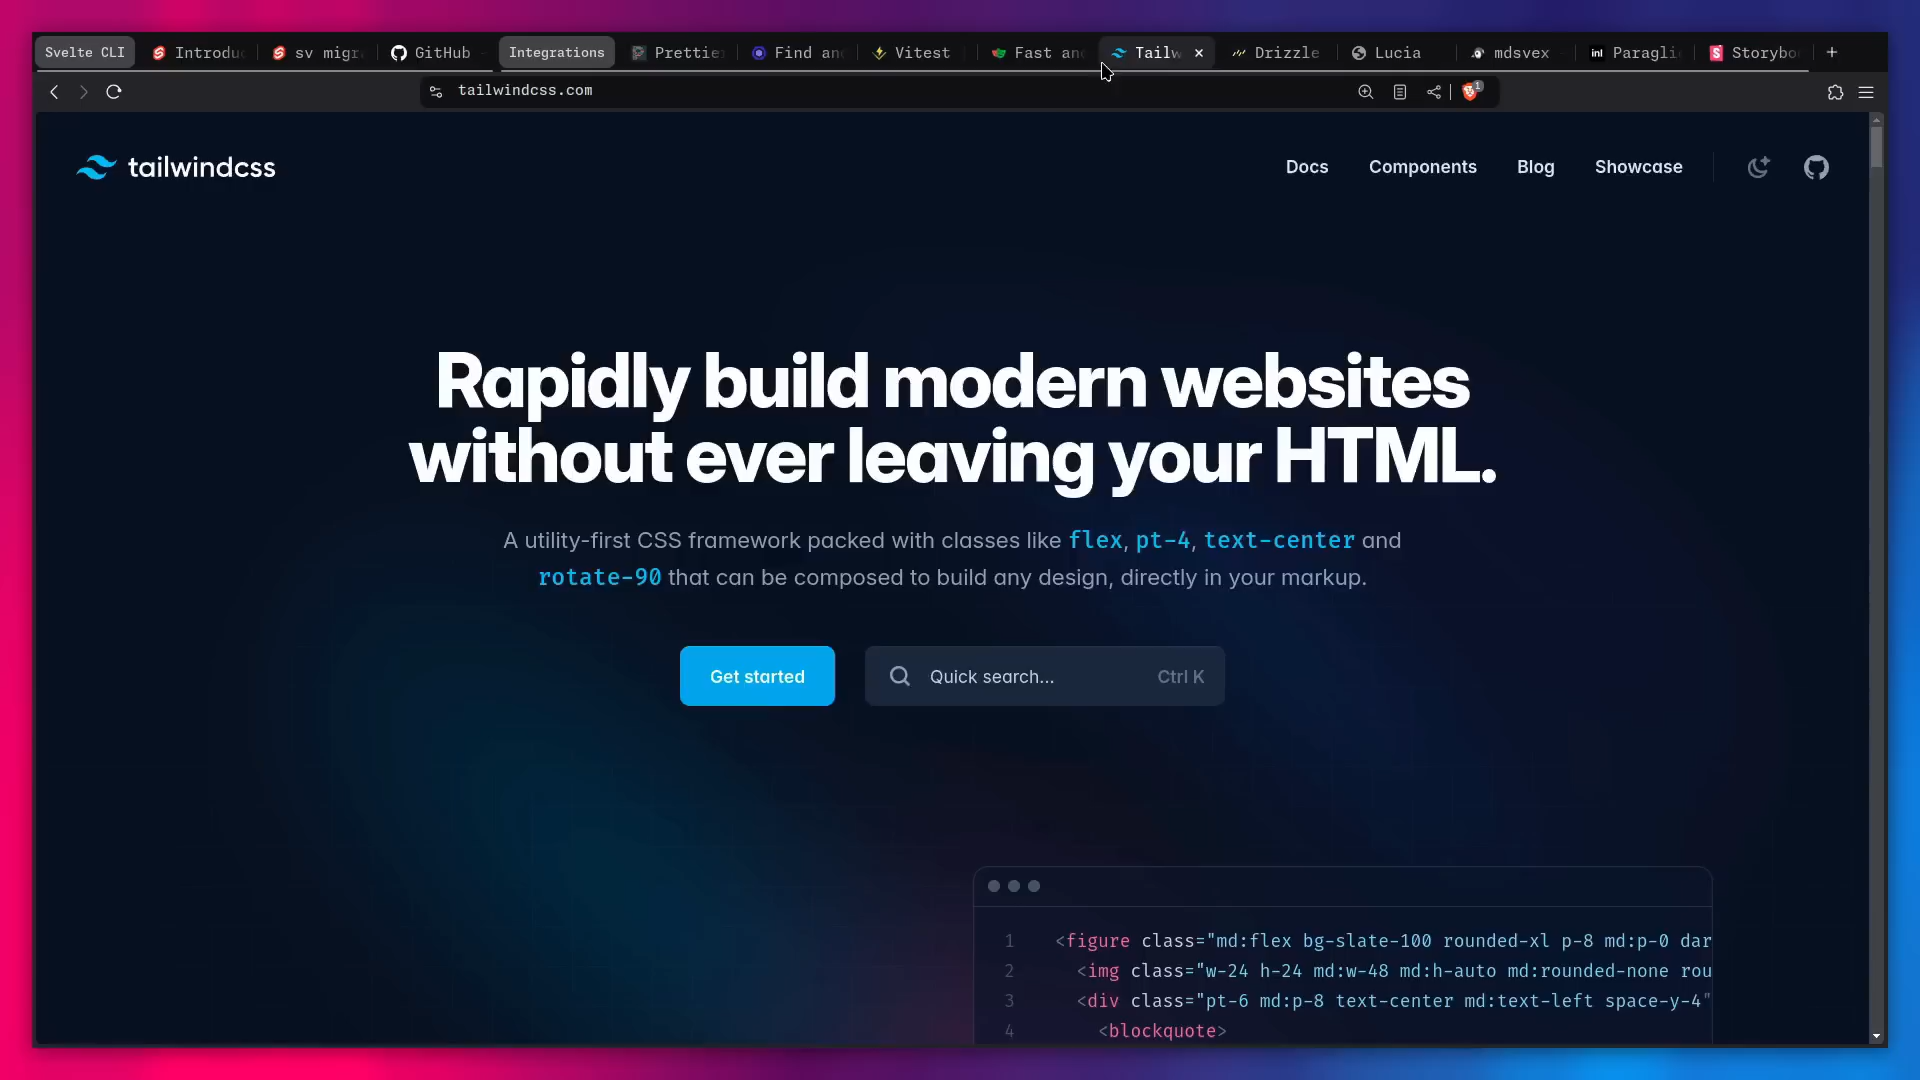 Svelte CLI
Introdu
sv migr
GitHub
Integrations
Prettie
Find an
Vitest
Fast an
Tailw
Drizzle
Lucia
mdsvex
inl
Paragli
Storybo
tailwindcss.com
1
tailwindcss
Docs
Components
Blog
Showcase
Rapidly build modern websites
without ever leaving your HTML.
A utility-first CSS framework packed with classes like flex, pt-4, text-center and
rotate-90 that can be composed to build any design, directly in your markup.
Get started
Quick search...
Ctrl K
1 <figure class="md:flex bg-slate-100 rounded-xl p-8 md:p-0 dar
2 <img class="w-24 h-24 md:w-48 md:h-auto md:rounded-none rou
3 <div class="pt-6 md:p-8 text-center md:text-left space-y-4"
4 <blockquote>